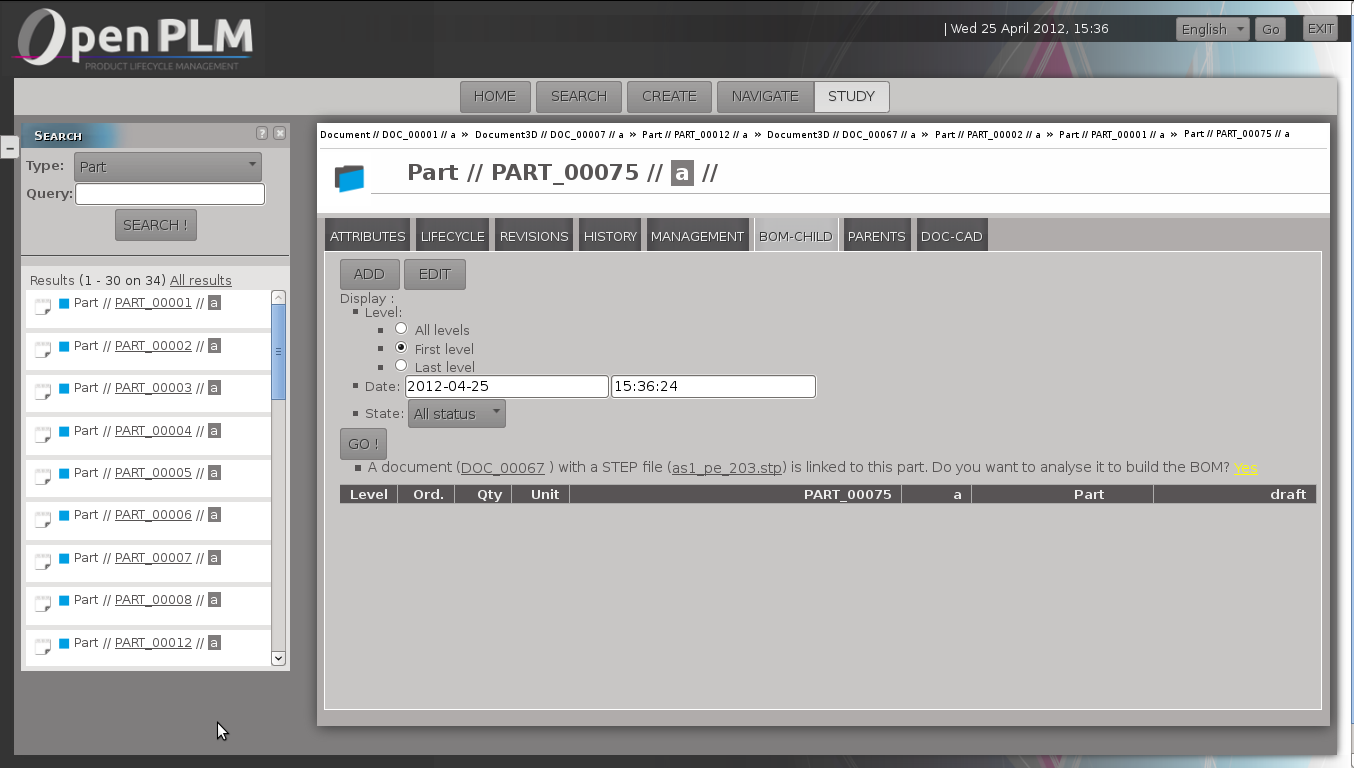 Open PLM
PRODUCT LIFECYCLE MANAGEMENT
| Wed 25 April 2012, 15:36
English
Go
EXIT
HOME
SEARCH
CREATE
NAVIGATE
STUDY
SEARCH
?
x
–
Type: Part
Query:
SEARCH !
Results (1 - 30 on 34) All results
Part // PART_00001 // a
Part // PART_00002 // a
Part // PART_00003 // a
Part // PART_00004 // a
Part // PART_00005 // a
Part // PART_00006 // a
Part // PART_00007 // a
Part // PART_00008 // a
Part // PART_00012 // a
Document // DOC_00001 // a » Document3D // DOC_00007 // a » Part // PART_00012 // a » Document3D // DOC_00067 // a » Part // PART_00002 // a » Part // PART_00001 // a » Part // PART_00075 // a
Part // PART_00075 // a //
ATTRIBUTES
LIFECYCLE
REVISIONS
HISTORY
MANAGEMENT
BOM-CHILD
PARENTS
DOC-CAD
ADD
EDIT
Display :
Level:
All levels
First level
Last level
Date: 2012-04-25 15:36:24
State: All status
GO !
A document (DOC_00067 ) with a STEP file (as1_pe_203.stp) is linked to this part. Do you want to analyse it to build the BOM? Yes
Level Ord. Qty Unit PART_00075 a Part draft